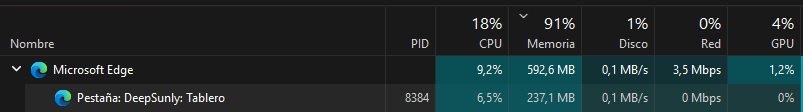 18% 91% 1% 0% 4%
Nombre PID CPU Memoria Disco Red GPU
Microsoft Edge 9,2% 592,6 MB 0,1 MB/s 3,5 Mbps 1,2%
Pestaña: DeepSunly: Tablero 8384 6,5% 237,1 MB 0,1 MB/s 0 Mbps 0%